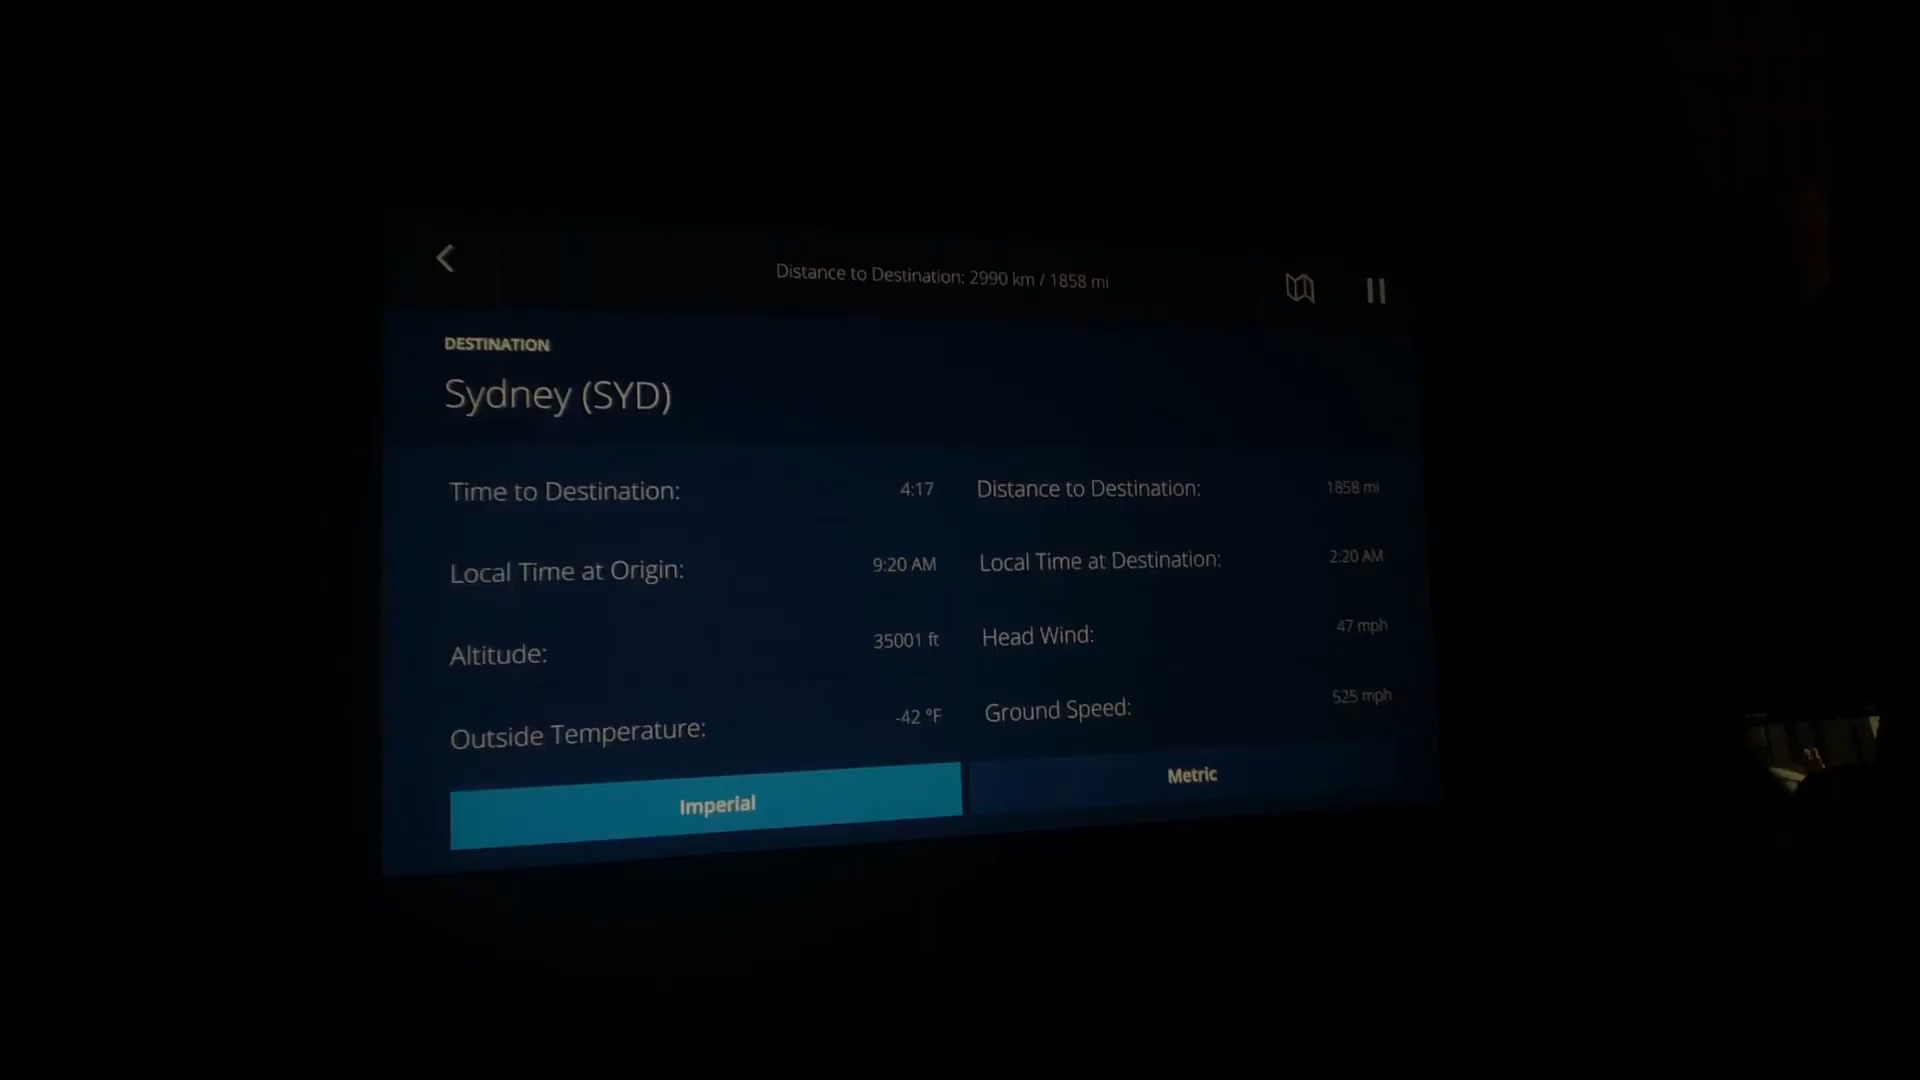 Distance to Destination: 2990 km / 1858 mi
DESTINATION
Sydney (SYD)
Time to Destination: 4:17 Distance to Destination: 1858 mi
Local Time at Origin: 9:20 AM Local Time at Destination: 2:20 AM
Altitude: 35001 ft Head Wind: 47 mph
Outside Temperature: -42 °F Ground Speed: 525 mph
Imperial Metric